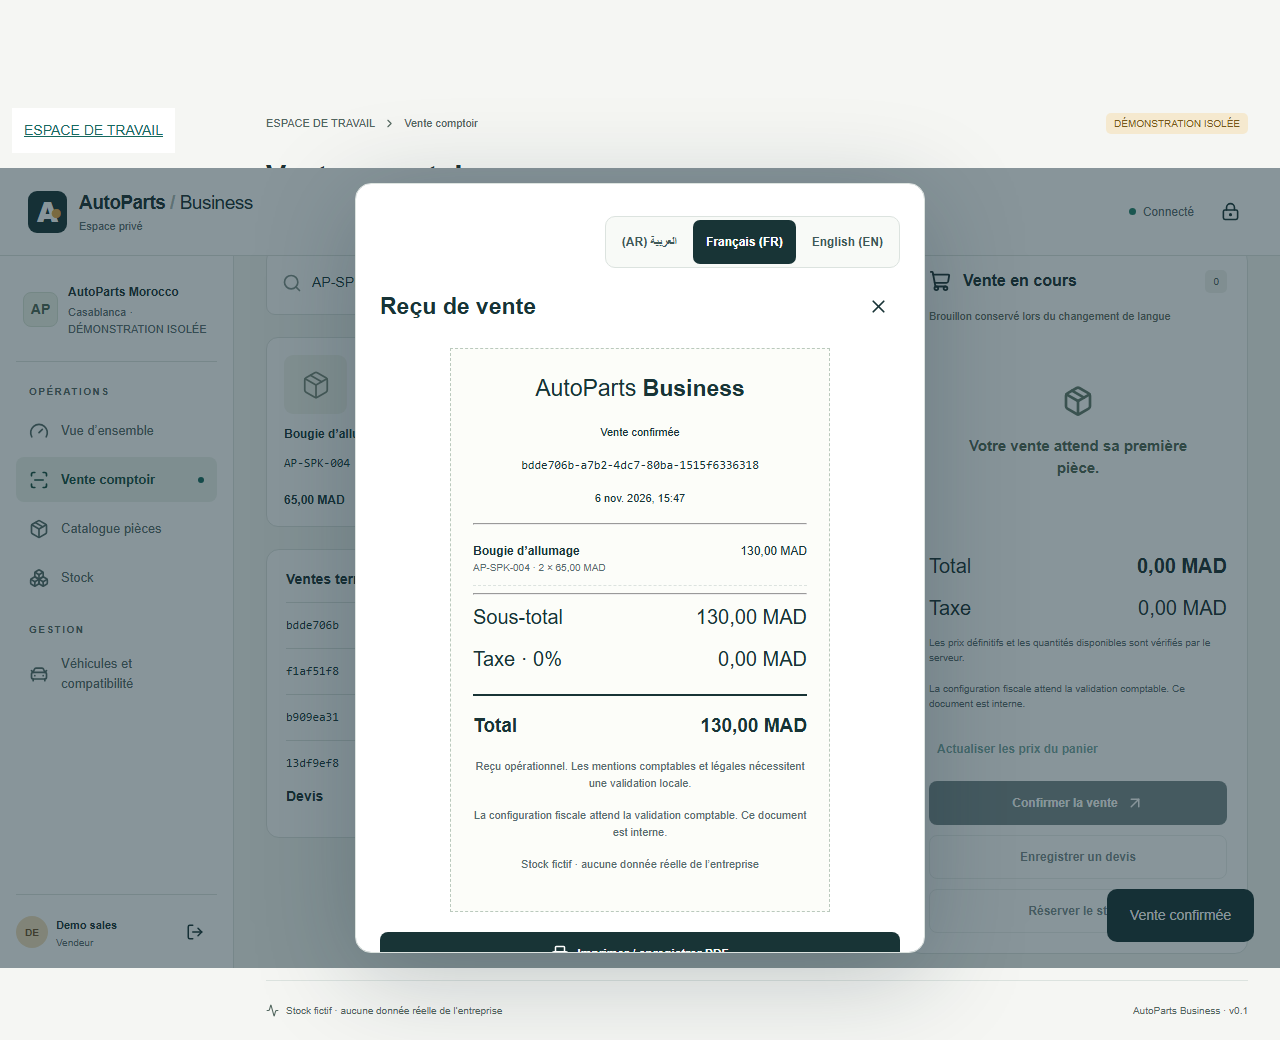 ESPACE DE TRAVAIL
ESPACE DE TRAVAIL > Vente comptoir
DÉMONSTRATION ISOLÉE
AutoParts / Business
Espace privé
Connecté
AP
AutoParts Morocco
Casablanca ·
DÉMONSTRATION ISOLÉE
OPÉRATIONS
Vue d'ensemble
Vente comptoir
Catalogue pièces
Stock
GESTION
Véhicules et
compatibilité
DE
Demo sales
Vendeur
AP-SP
Bougie d'allu
AP-SPK-004
65,00 MAD
Ventes ter
bdde706b
f1af51f8
b909ea31
13df9ef8
Devis
العربية (AR)
Français (FR)
English (EN)
Reçu de vente
AutoParts Business
Vente confirmée
bdde706b-a7b2-4dc7-80ba-1515f6336318
6 nov. 2026, 15:47
Bougie d'allumage 130,00 MAD
AP-SPK-004 · 2 × 65,00 MAD
Sous-total 130,00 MAD
Taxe · 0% 0,00 MAD
Total 130,00 MAD
Reçu opérationnel. Les mentions comptables et légales nécessitent
une validation locale.
La configuration fiscale attend la validation comptable. Ce document
est interne.
Stock fictif · aucune donnée réelle de l'entreprise
Vente en cours
0
Brouillon conservé lors du changement de langue
Votre vente attend sa première
pièce.
Total 0,00 MAD
Taxe 0,00 MAD
Les prix définitifs et les quantités disponibles sont vérifiés par le
serveur.
La configuration fiscale attend la validation comptable. Ce
document est interne.
Actualiser les prix du panier
Confirmer la vente
Enregistrer un devis
Réserver le st
Vente confirmée
Stock fictif · aucune donnée réelle de l'entreprise
AutoParts Business · v0.1